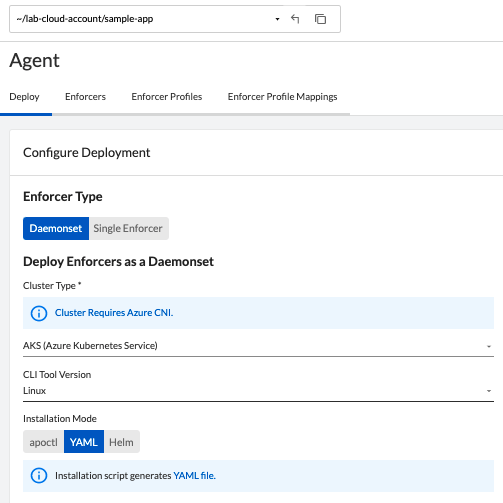 ~/lab-cloud-account/sample-app
Agent
Deploy Enforcers Enforcer Profiles Enforcer Profile Mappings
Configure Deployment
Enforcer Type
Daemonset Single Enforcer
Deploy Enforcers as a Daemonset
Cluster Type *
Cluster Requires Azure CNI.
AKS (Azure Kubernetes Service)
CLI Tool Version
Linux
Installation Mode
apoctl YAML Helm
Installation script generates YAML file.